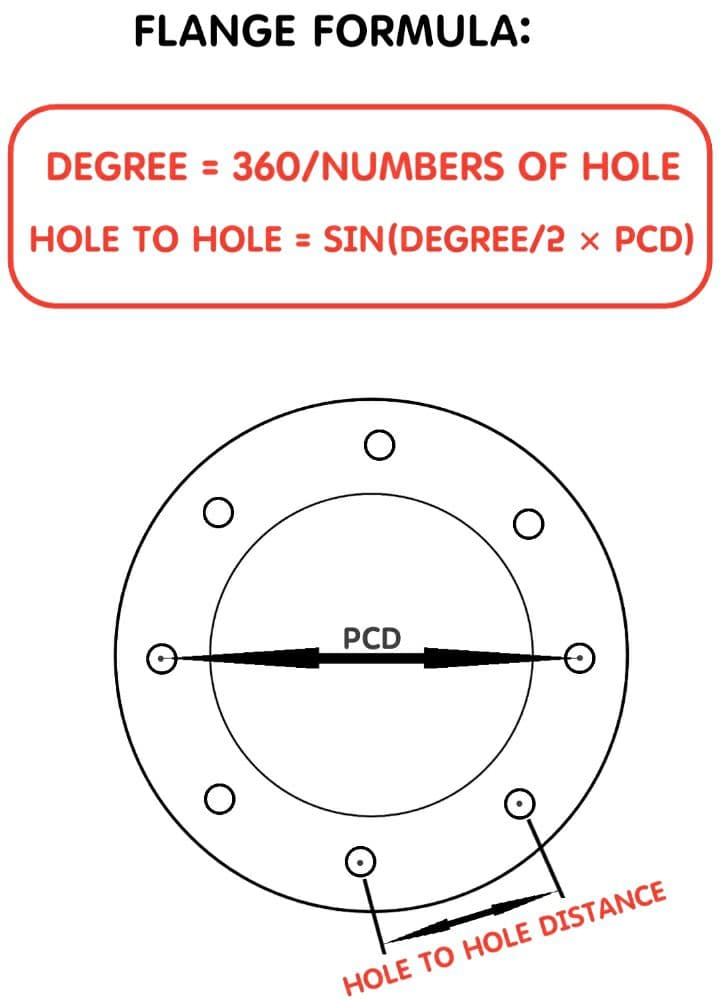 FLANGE FORMULA:
DEGREE = 360/NUMBERS OF HOLE
HOLE TO HOLE = SIN(DEGREE/2 × PCD)
PCD
HOLE TO HOLE DISTANCE